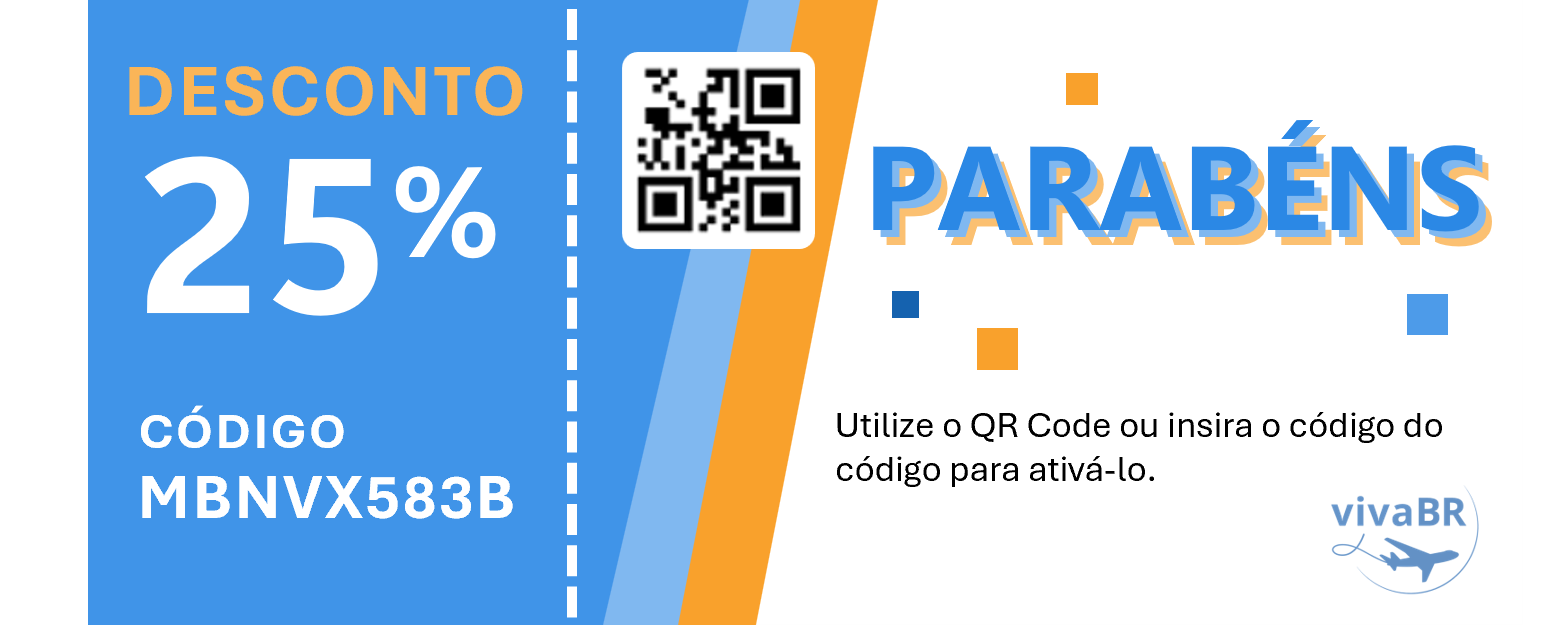 DESCONTO
25%
CÓDIGO
MBNVX583B
PARABÉNS
Utilize o QR Code ou insira o código do
código para ativá-lo.
vivaBR